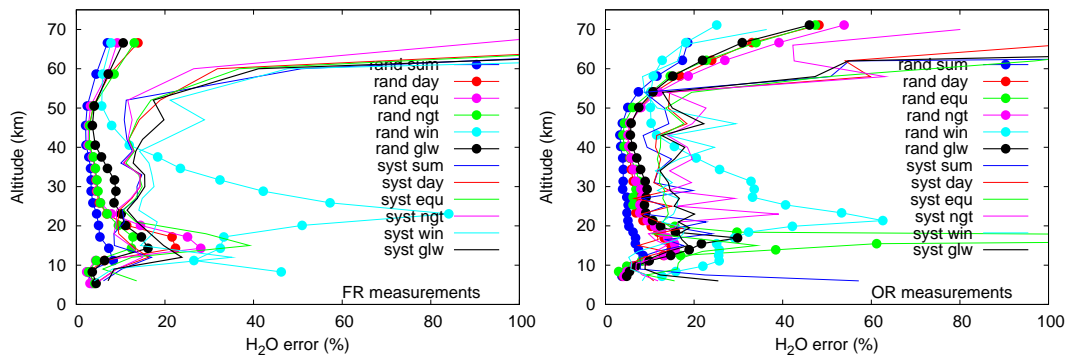 70
60
50
40
30
20
10
0
Altitude (km)
0
20
40
60
80
100
H2O error (%)
rand sum
rand day
rand equ
rand ngt
rand win
rand glw
syst sum
syst day
syst equ
syst ngt
syst win
syst glw
FR measurements
70
60
50
40
30
20
10
0
Altitude (km)
0
20
40
60
80
100
H2O error (%)
rand sum
rand day
rand equ
rand ngt
rand win
rand glw
syst sum
syst day
syst equ
syst ngt
syst win
syst glw
OR measurements